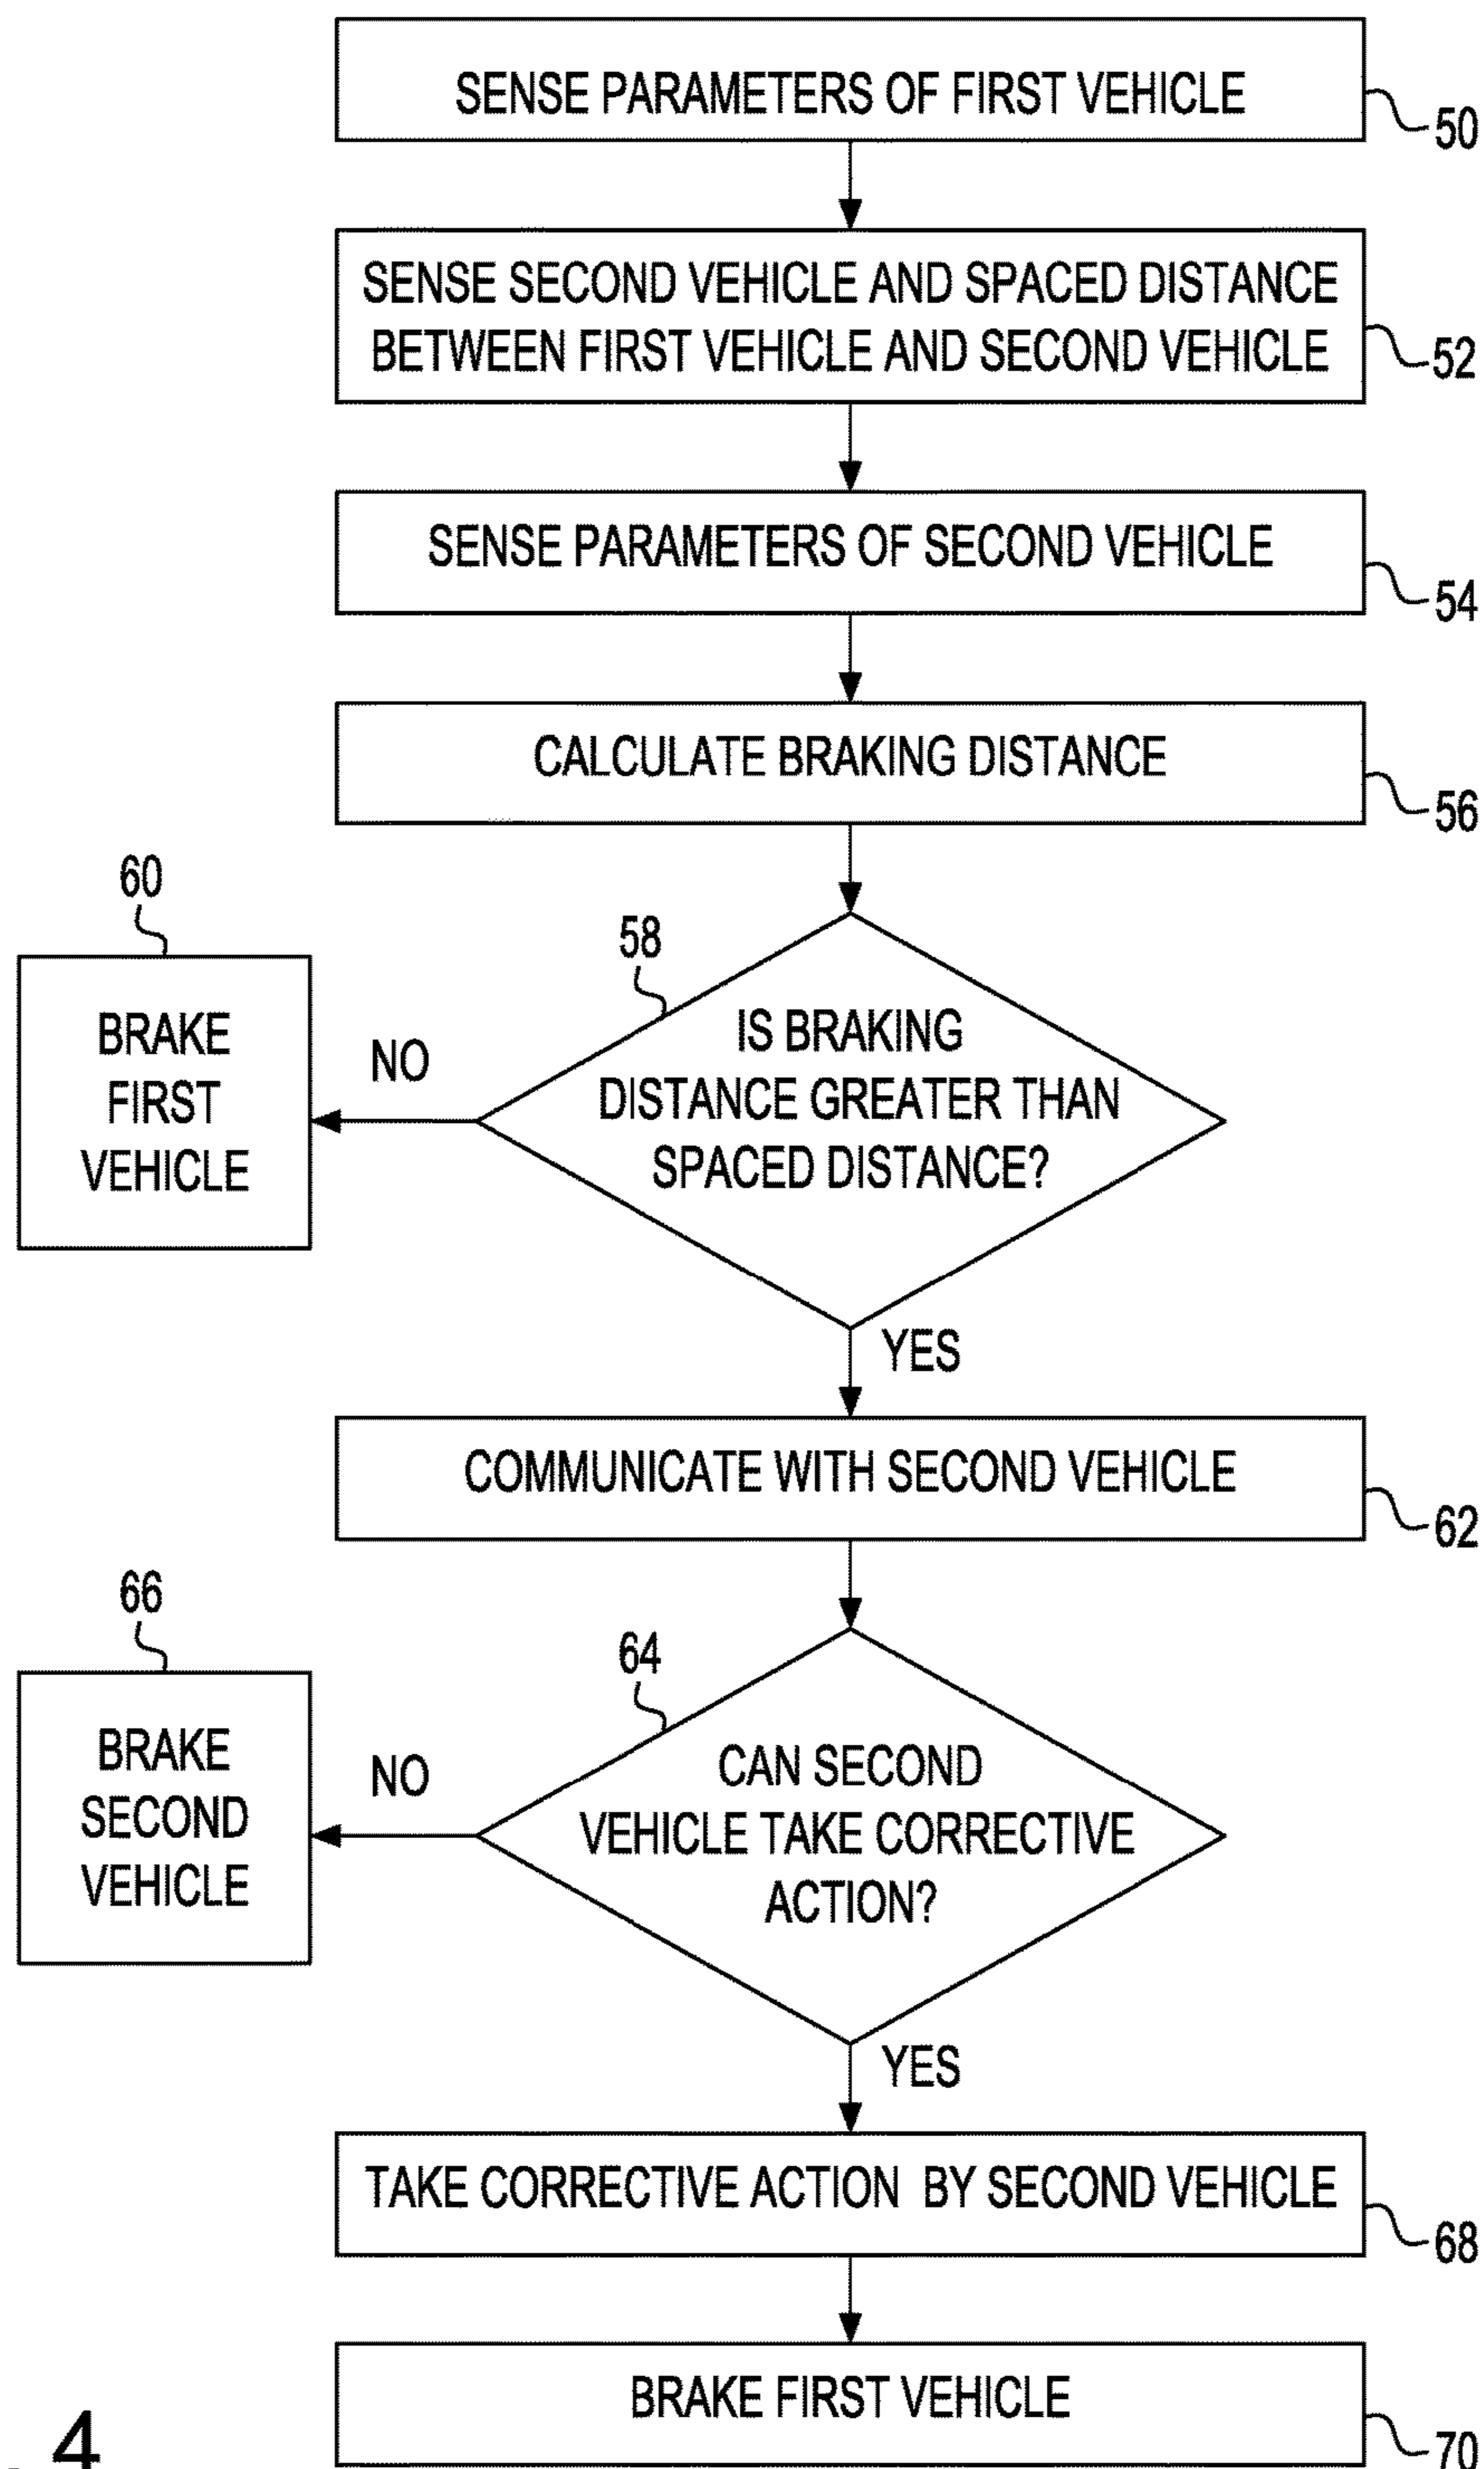 SENSE PARAMETERS OF FIRST VEHICLE
50
SENSE SECOND VEHICLE AND SPACED DISTANCE
BETWEEN FIRST VEHICLE AND SECOND VEHICLE
52
SENSE PARAMETERS OF SECOND VEHICLE
54
CALCULATE BRAKING DISTANCE
56
58
IS BRAKING
DISTANCE GREATER THAN
SPACED DISTANCE?
NO
60
BRAKE
FIRST
VEHICLE
YES
COMMUNICATE WITH SECOND VEHICLE
62
64
CAN SECOND
VEHICLE TAKE CORRECTIVE
ACTION?
NO
66
BRAKE
SECOND
VEHICLE
YES
TAKE CORRECTIVE ACTION BY SECOND VEHICLE
68
BRAKE FIRST VEHICLE
70
4